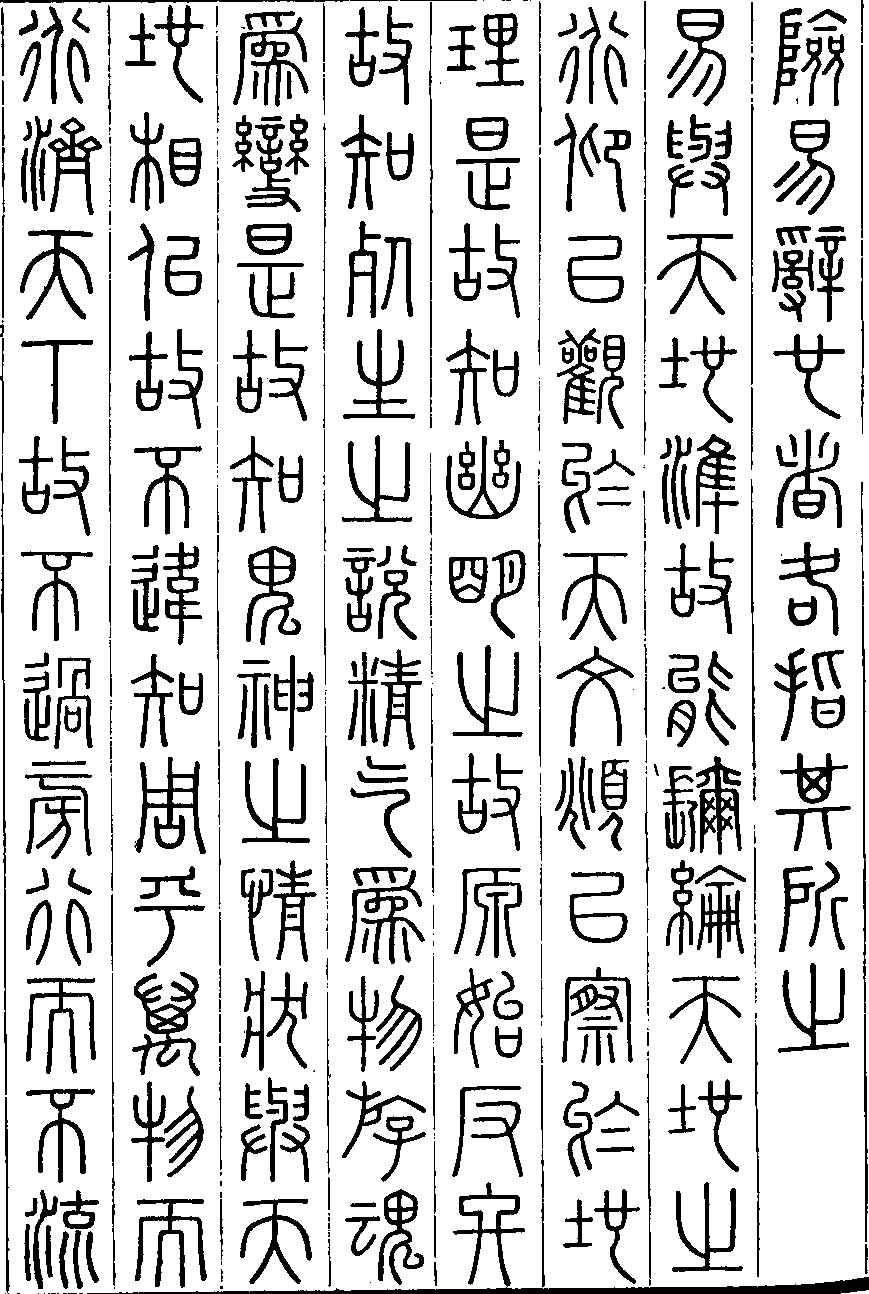 險易辭也者各指其所之
易與天地準故能彌綸天地之
道仰以觀於天文頫以察於地
理是故知幽明之故原始反終
故知死生之說精气爲物游魂
爲變是故知鬼神之情狀與天
地相似故不違知周乎萬物而
道濟天下故不過旁行而不流